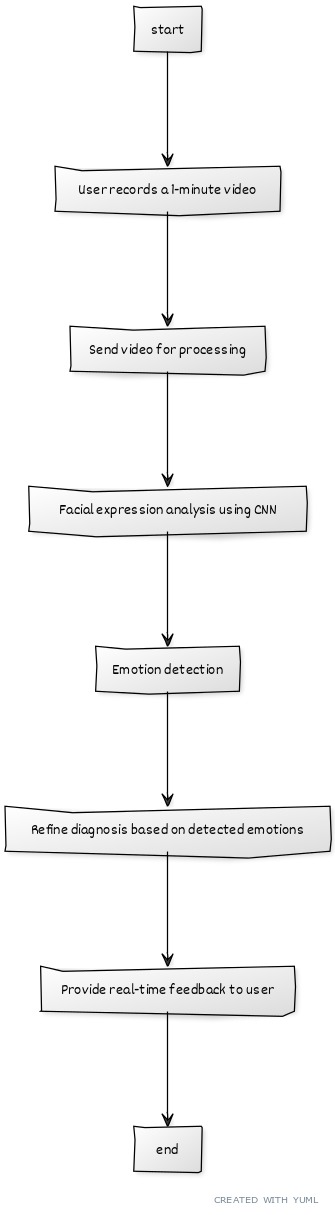 start
User records a 1-minute video
Send video for processing
Facial expression analysis using CNN
Emotion detection
Refine diagnosis based on detected emotions
Provide real-time feedback to user
end
CREATED WITH YUML